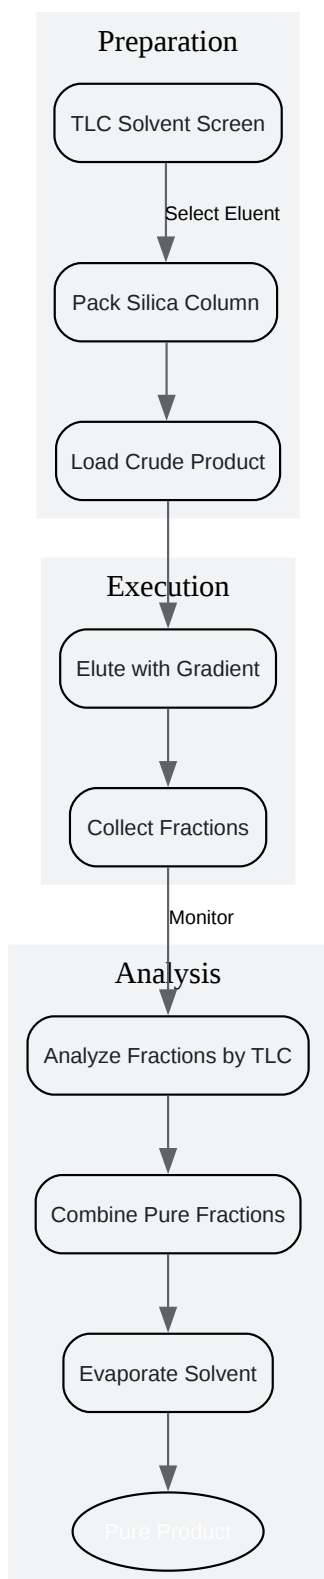 Preparation
TLC Solvent Screen
Select Eluent
Pack Silica Column
Load Crude Product
Execution
Elute with Gradient
Collect Fractions
Monitor
Analysis
Analyze Fractions by TLC
Combine Pure Fractions
Evaporate Solvent
Pure Product